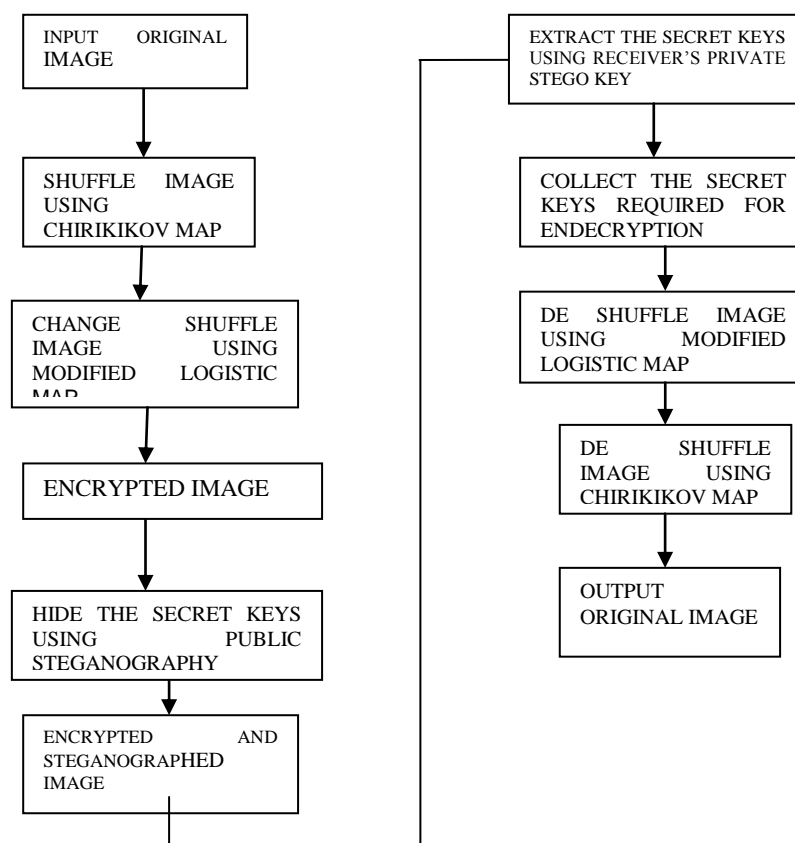 INPUT ORIGINAL
IMAGE
SHUFFLE IMAGE
USING
CHIRIKIKOV MAP
CHANGE SHUFFLE
IMAGE USING
MODIFIED LOGISTIC
MAP
ENCRYPTED IMAGE
HIDE THE SECRET KEYS
USING PUBLIC
STEGANOGRAPHY
ENCRYPTED AND
STEGANOGRAPHED
IMAGE
EXTRACT THE SECRET KEYS
USING RECEIVER'S PRIVATE
STEGO KEY
COLLECT THE SECRET
KEYS REQUIRED FOR
ENDECRYPTION
DE SHUFFLE IMAGE
USING MODIFIED
LOGISTIC MAP
DE SHUFFLE
IMAGE USING
CHIRIKIKOV MAP
OUTPUT
ORIGINAL IMAGE